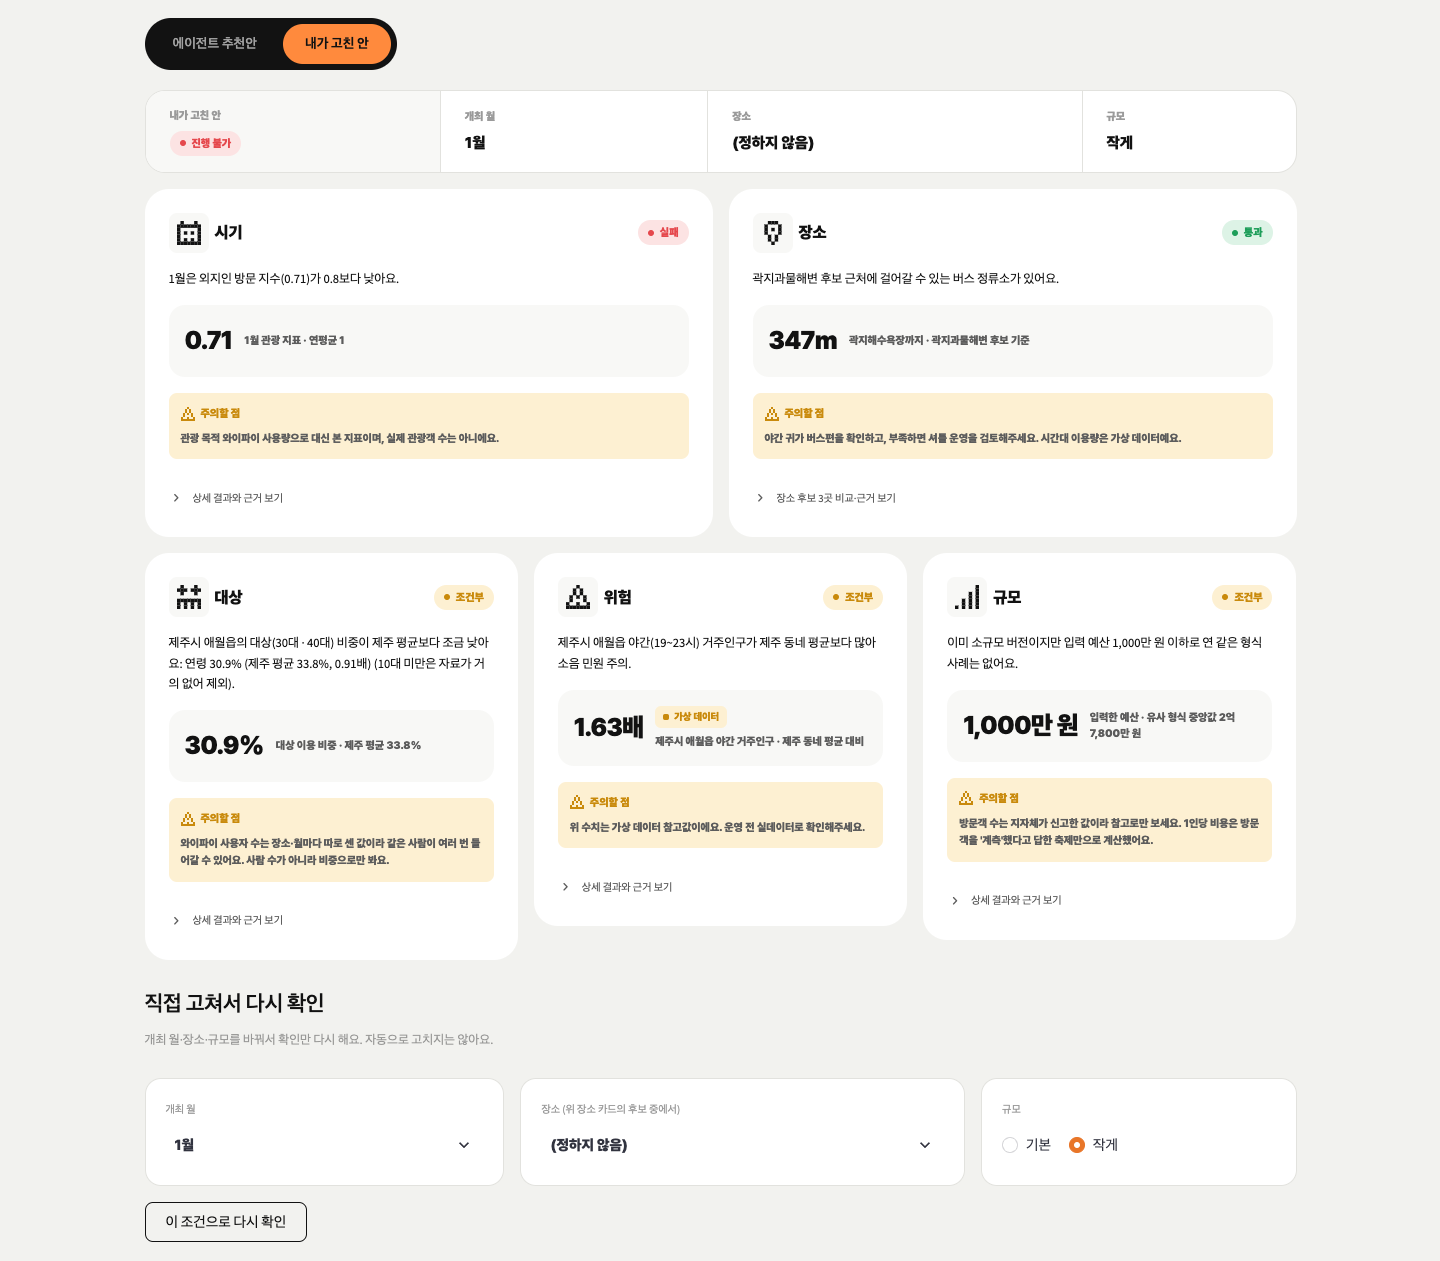 에이전트 추천안
내가 고친 안
내가 고친 안
진행 불가
개최 월
1월
장소
(정하지 않음)
규모
작게
시기
실패
1월은 외지인 방문 지수(0.71)가 0.8보다 낮아요.
0.71
1월 관광 지표 · 연평균 1
주의할 점
관광 목적 와이파이 사용량으로 대신 본 지표이며, 실제 관광객 수는 아니에요.
상세 결과와 근거 보기
장소
통과
곽지과물해변 후보 근처에 걸어갈 수 있는 버스 정류소가 있어요.
347m
곽지해수욕장까지 · 곽지과물해변 후보 기준
주의할 점
야간 귀가 버스편을 확인하고, 부족하면 셔틀 운영을 검토해주세요. 시간대 이용량은 가상 데이터예요.
장소 후보 3곳 비교·근거 보기
대상
조건부
제주시 애월읍의 대상(30대 · 40대) 비중이 제주 평균보다 조금 낮아
요: 연령 30.9% (제주 평균 33.8%, 0.91배) (10대 미만은 자료가 거
의 없어 제외).
30.9%
대상 이용 비중 · 제주 평균 33.8%
주의할 점
와이파이 사용자 수는 장소·월마다 따로 센 값이라 같은 사람이 여러 번 들
어갈 수 있어요. 사람 수가 아니라 비중으로만 봐요.
상세 결과와 근거 보기
위험
조건부
제주시 애월읍 야간(19~23시) 거주인구가 제주 동네 평균보다 많아
소음 민원 주의.
1.63배
가상 데이터
제주시 애월읍 야간 거주인구 · 제주 동네 평균 대비
주의할 점
위 수치는 가상 데이터 참고값이에요. 운영 전 실데이터로 확인해주세요.
상세 결과와 근거 보기
규모
조건부
이미 소규모 버전이지만 입력 예산 1,000만 원 이하로 연 같은 형식
사례는 없어요.
1,000만 원
입력한 예산 · 유사 형식 중앙값 2억
7,800만 원
주의할 점
방문객 수는 지자체가 신고한 값이라 참고로만 보세요. 1인당 비용은 방문
객을 '계측'했다고 답한 축제만으로 계산했어요.
상세 결과와 근거 보기
직접 고쳐서 다시 확인
개최 월·장소·규모를 바꿔서 확인만 다시 해요. 자동으로 고치지는 않아요.
개최 월
1월
장소 (위 장소 카드의 후보 중에서)
(정하지 않음)
규모
기본
작게
이 조건으로 다시 확인